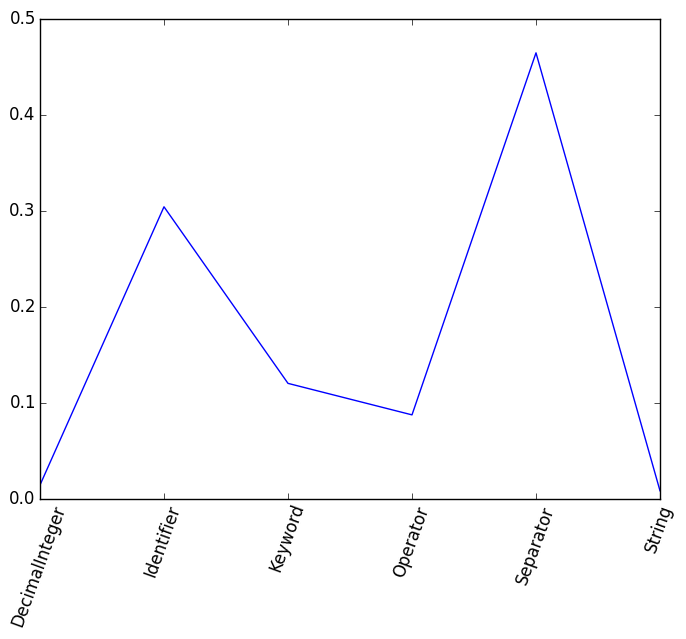 0.5
0.4
0.3
0.2
0.1
0.0
DecimalInteger
Identifier
Keyword
Operator
Separator
String